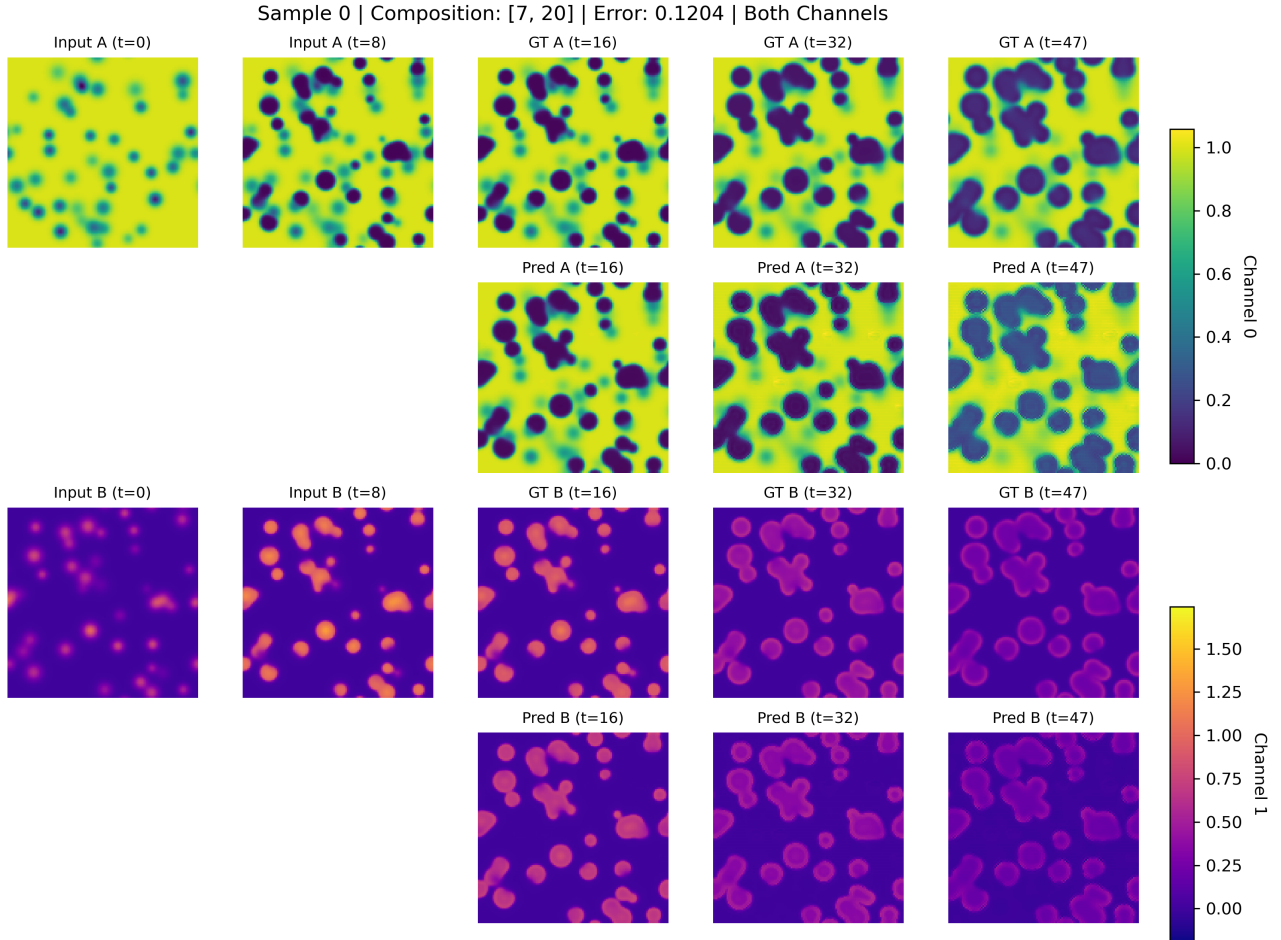 Sample 0 | Composition: [7, 20] | Error: 0.1204 | Both Channels
Input A (t=0)
Input A (t=8)
GT A (t=16)
GT A (t=32)
GT A (t=47)
Pred A (t=16)
Pred A (t=32)
Pred A (t=47)
1.0
0.8
0.6
0.4
0.2
0.0
Channel 0
Input B (t=0)
Input B (t=8)
GT B (t=16)
GT B (t=32)
GT B (t=47)
Pred B (t=16)
Pred B (t=32)
Pred B (t=47)
1.50
1.25
1.00
0.75
0.50
0.25
0.00
Channel 1